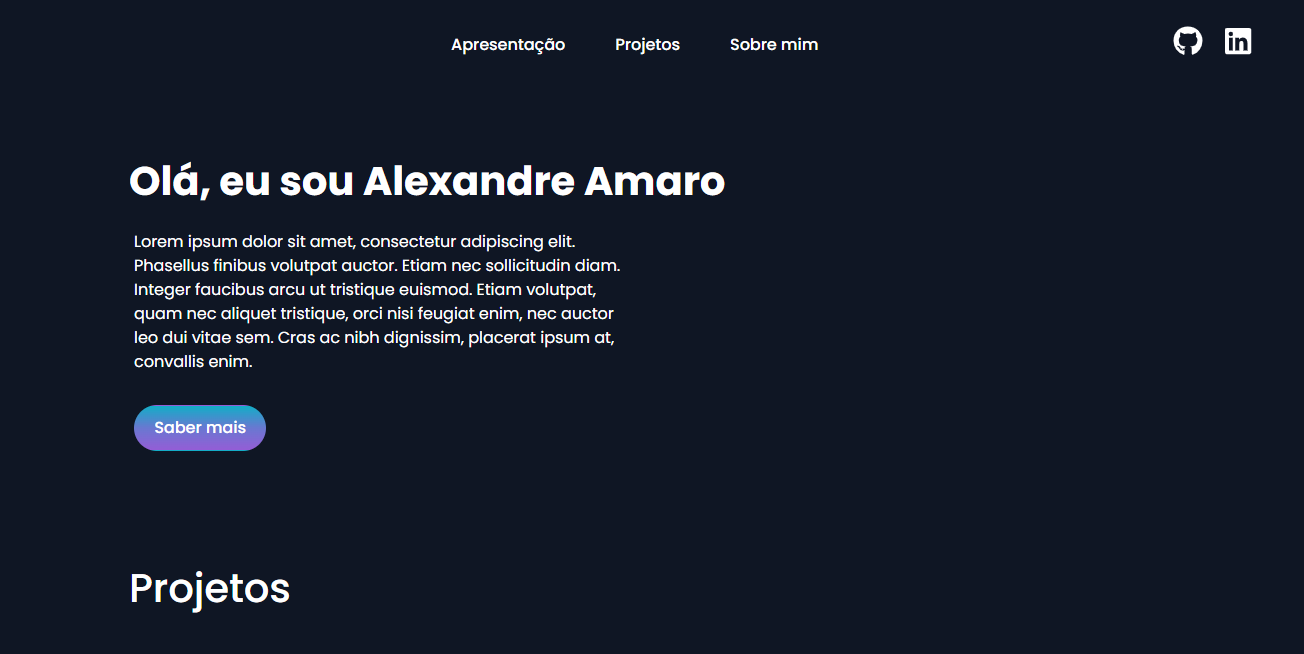 Apresentação Projetos Sobre mim
in
Olá, eu sou Alexandre Amaro
Lorem ipsum dolor sit amet, consectetur adipiscing elit.
Phasellus finibus volutpat auctor. Etiam nec sollicitudin diam.
Integer faucibus arcu ut tristique euismod. Etiam volutpat,
quam nec aliquet tristique, orci nisi feugiat enim, nec auctor
leo dui vitae sem. Cras ac nibh dignissim, placerat ipsum at,
convallis enim.
Saber mais
Projetos